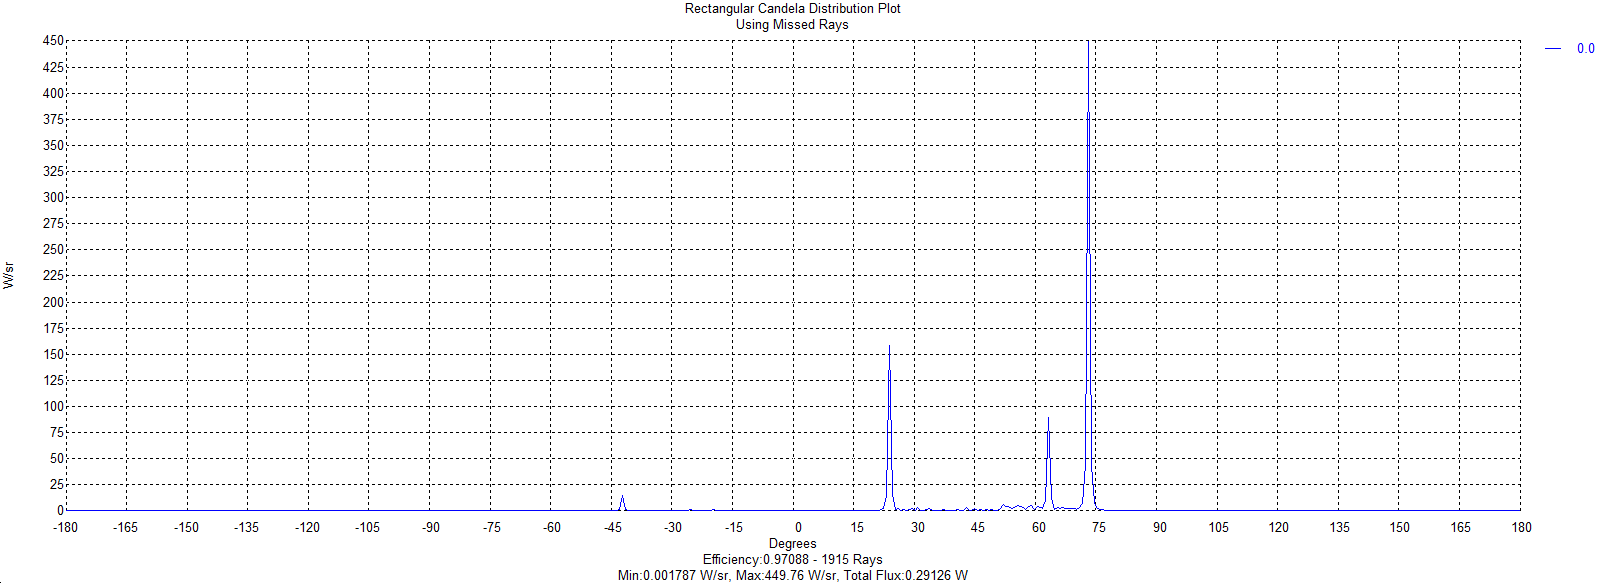 Rectangular Candela Distribution Plot
Using Missed Rays
0.0
450
425
400
375
350
325
300
275
250
225
200
175
150
125
100
75
50
25
0
W/sr
-180 -165 -150 -135 -120 -105 -90 -75 -60 -45 -30 -15 0 15 30 45 60 75 90 105 120 135 150 165 180
Degrees
Efficiency:0.97088 - 1915 Rays
Min:0.001787 W/sr, Max:449.76 W/sr, Total Flux:0.29126 W